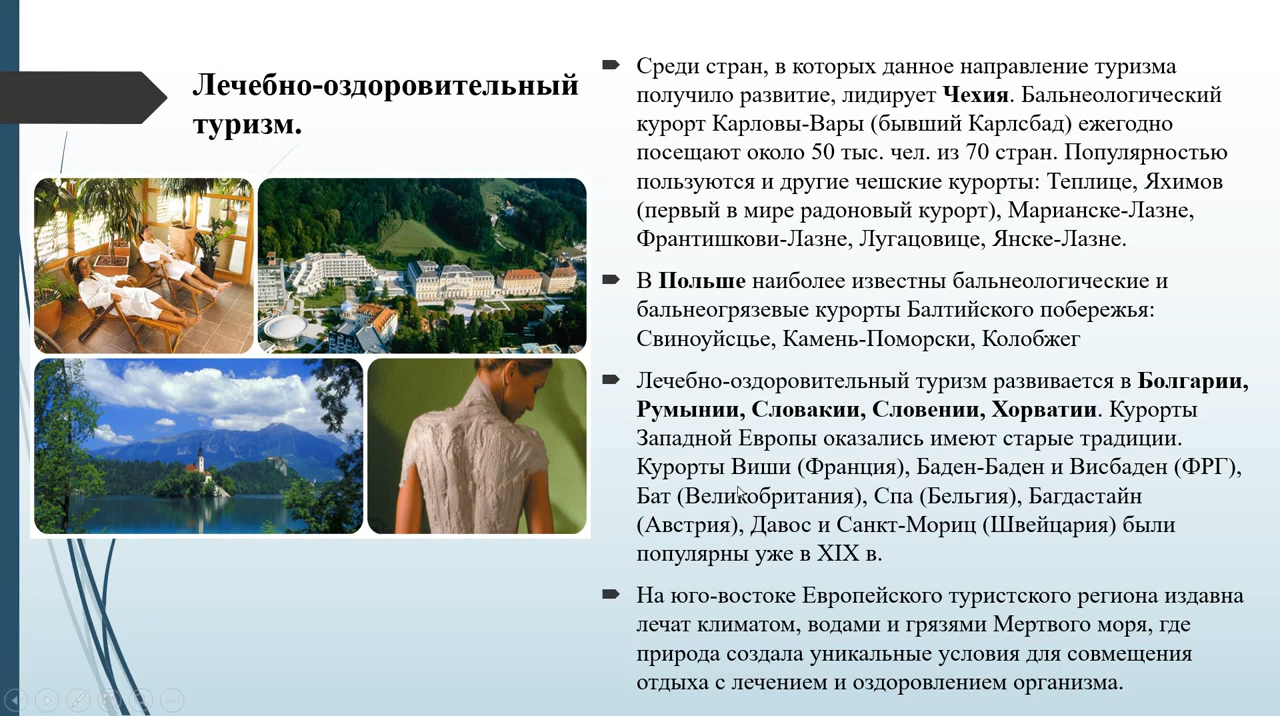 Лечебно-оздоровительный
туризм.
Среди стран, в которых данное направление туризма
получило развитие, лидирует Чехия. Бальнеологический
курорт Карловы-Вары (бывший Карлсбад) ежегодно
посещают около 50 тыс. чел. из 70 стран. Популярностью
пользуются и другие чешские курорты: Теплице, Яхимов
(первый в мире радоновый курорт), Марианске-Лазне,
Франтишкови-Лазне, Лугацовице, Янске-Лазне.
В Польше наиболее известны бальнеологические и
бальнеогрязевые курорты Балтийского побережья:
Свиноуйсцье, Камень-Поморски, Колобжег
Лечебно-оздоровительный туризм развивается в Болгарии,
Румынии, Словакии, Словении, Хорватии. Курорты
Западной Европы оказались имеют старые традиции.
Курорты Виши (Франция), Баден-Баден и Висбаден (ФРГ),
Бат (Великобритания), Спа (Бельгия), Багдастайн
(Австрия), Давос и Санкт-Мориц (Швейцария) были
популярны уже в XIX в.
На юго-востоке Европейского туристского региона издавна
лечат климатом, водами и грязями Мертвого моря, где
природа создала уникальные условия для совмещения
отдыха с лечением и оздоровлением организма.